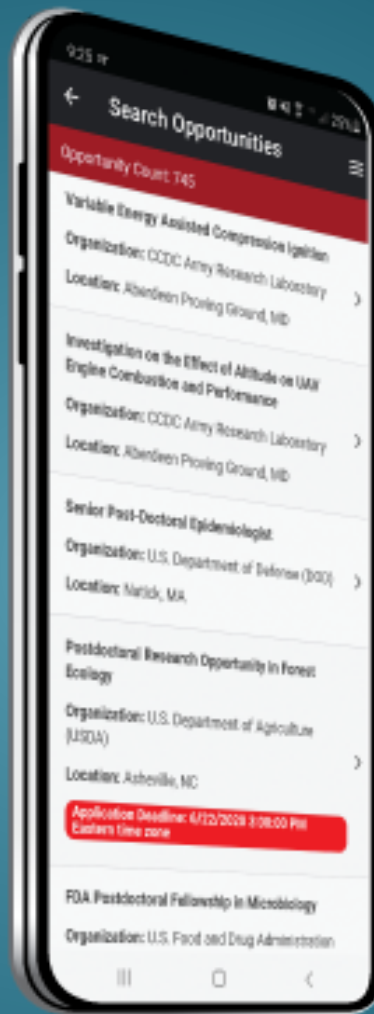 9:25
Search Opportunities
Opportunity Count: 745
Variable Energy Assisted Compression Ignition
Organization: CCDC Army Research Laboratory
Location: Aberdeen Proving Ground, MD
Investigation on the Effect of Altitude on UAV
Engine Combustion and Performance
Organization: CCDC Army Research Laboratory
Location: Aberdeen Proving Ground, MD
Senior Post-Doctoral Epidemiologist
Organization: U.S. Department of Defense (DOD)
Location: Natick, MA
Postdoctoral Research Opportunity in Forest
Ecology
Organization: U.S. Department of Agriculture
(USDA)
Location: Asheville, NC
Application Deadline: 6/22/2020 3:00:00 PM
Eastern time zone
FDA Postdoctoral Fellowship in Microbiology
Organization: U.S. Food and Drug Administration